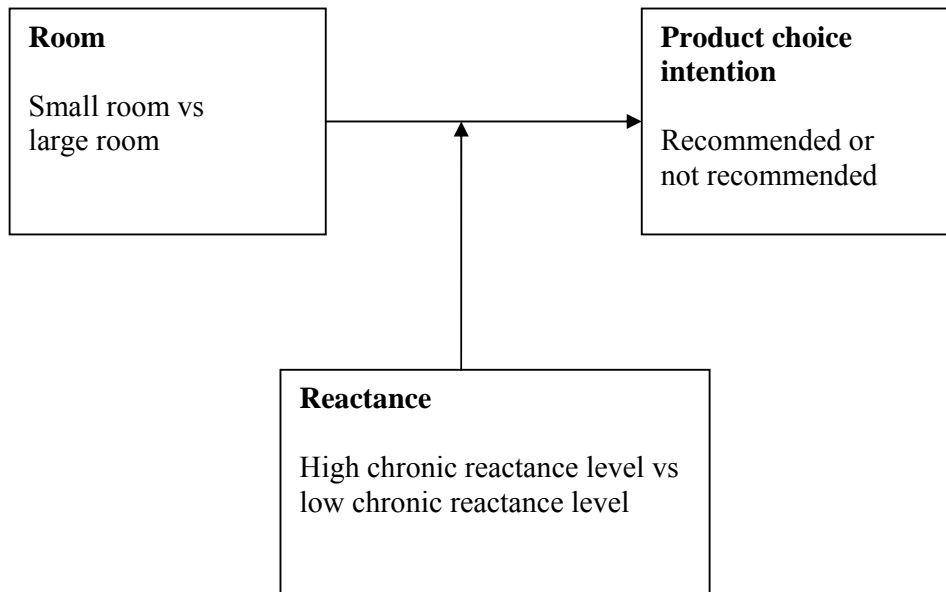 Room
Small room vs
large room
Product choice
intention
Recommended or
not recommended
Reactance
High chronic reactance level vs
low chronic reactance level